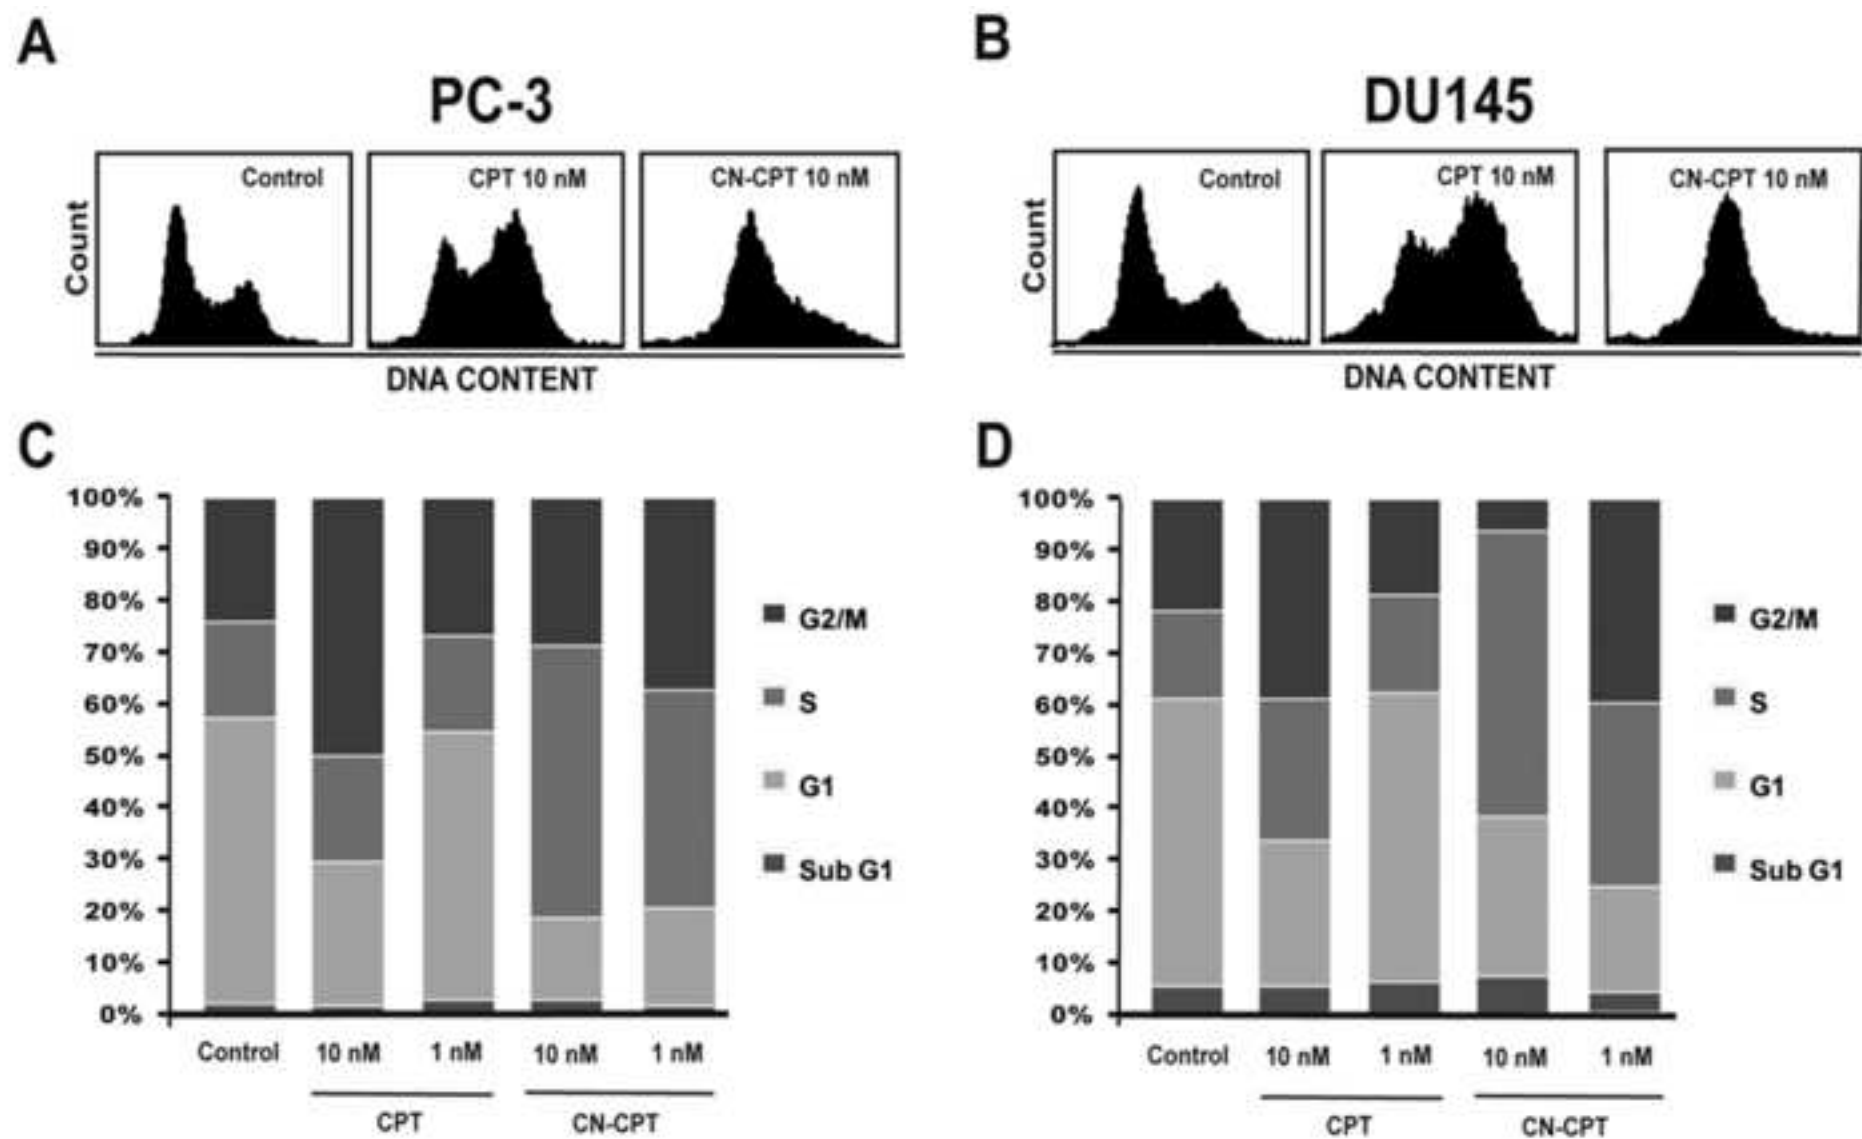 A
PC-3
Control
CPT 10 nM
CN-CPT 10 nM
Count
DNA CONTENT
B
DU145
Control
CPT 10 nM
CN-CPT 10 nM
Count
DNA CONTENT
C
100%
90%
80%
70%
60%
50%
40%
30%
20%
10%
0%
Control
10 nM
1 nM
10 nM
1 nM
CPT
CN-CPT
G2/M
S
G1
Sub G1
D
100%
90%
80%
70%
60%
50%
40%
30%
20%
10%
0%
Control
10 nM
1 nM
10 nM
1 nM
CPT
CN-CPT
G2/M
S
G1
Sub G1